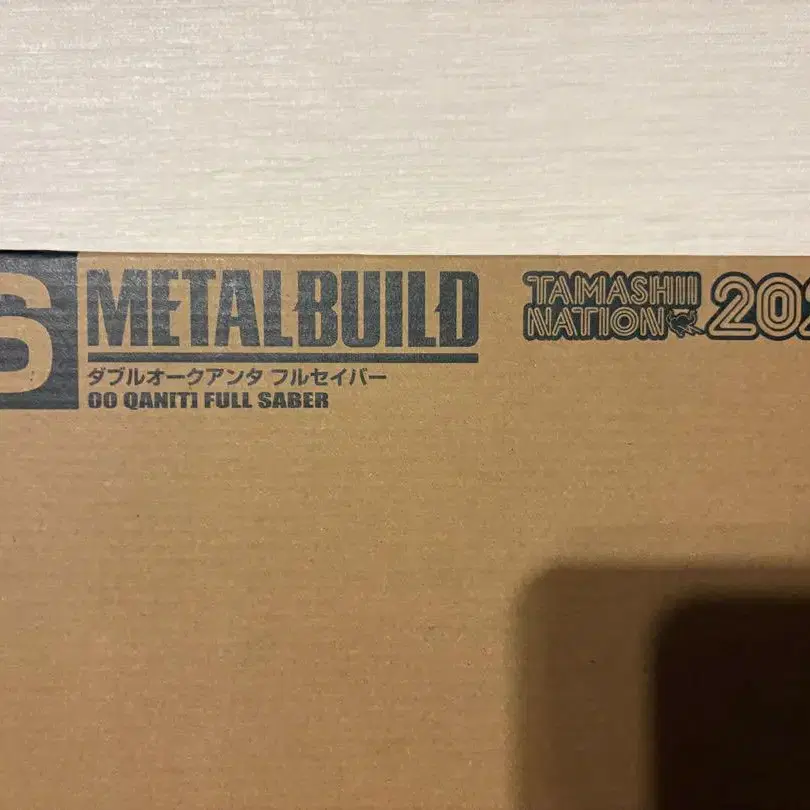 S
METAL BUILD
ダブルオークアンタ フルセイバー
00 QAN[T] FULL SABER
TAMASHII
NATION 202